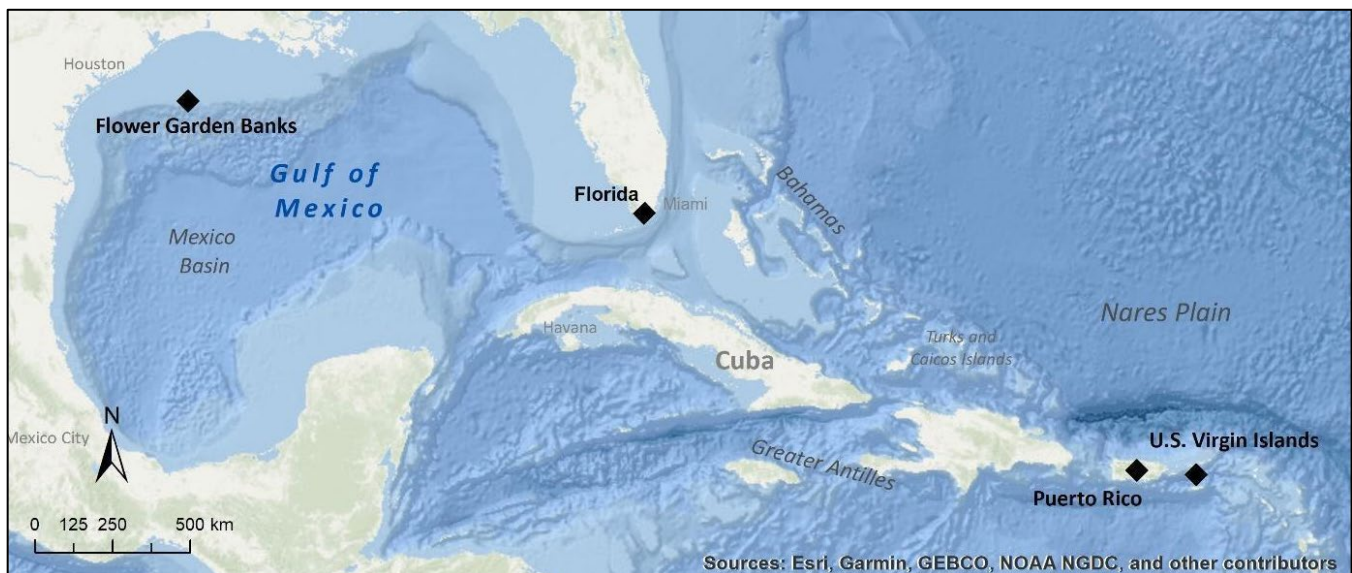 Houston
Flower Garden Banks
Gulf of
Mexico
Mexico
Basin
Florida
Miami
Bahamas
Nares Plain
Turks and
Caicos Islands
Havana
Cuba
Greater Antilles
U.S. Virgin Islands
Puerto Rico
Mexico City
N
0 125 250 500 km
Sources: Esri, Garmin, GEBCO, NOAA NGDC, and other contributors